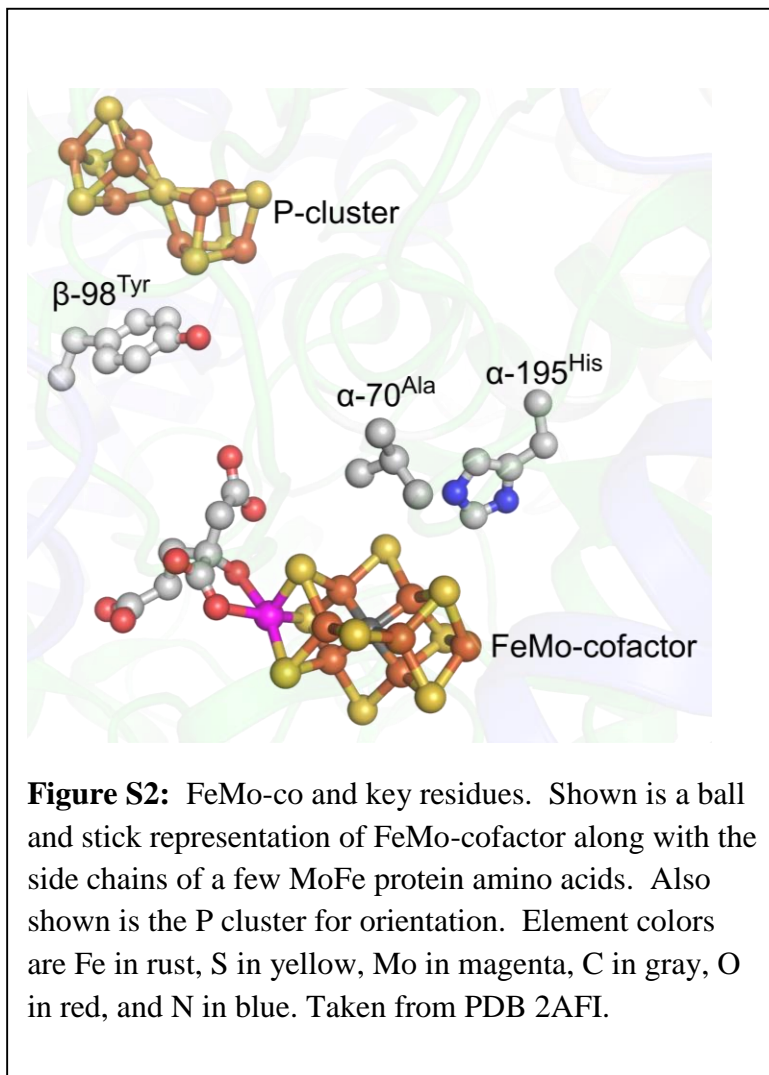 P-cluster
β-98Tyr
α-195His
α-70Ala
FeMo-cofactor
Figure S2: FeMo-co and key residues. Shown is a ball
and stick representation of FeMo-cofactor along with the
side chains of a few MoFe protein amino acids. Also
shown is the P cluster for orientation. Element colors
are Fe in rust, S in yellow, Mo in magenta, C in gray, O
in red, and N in blue. Taken from PDB 2AFI.